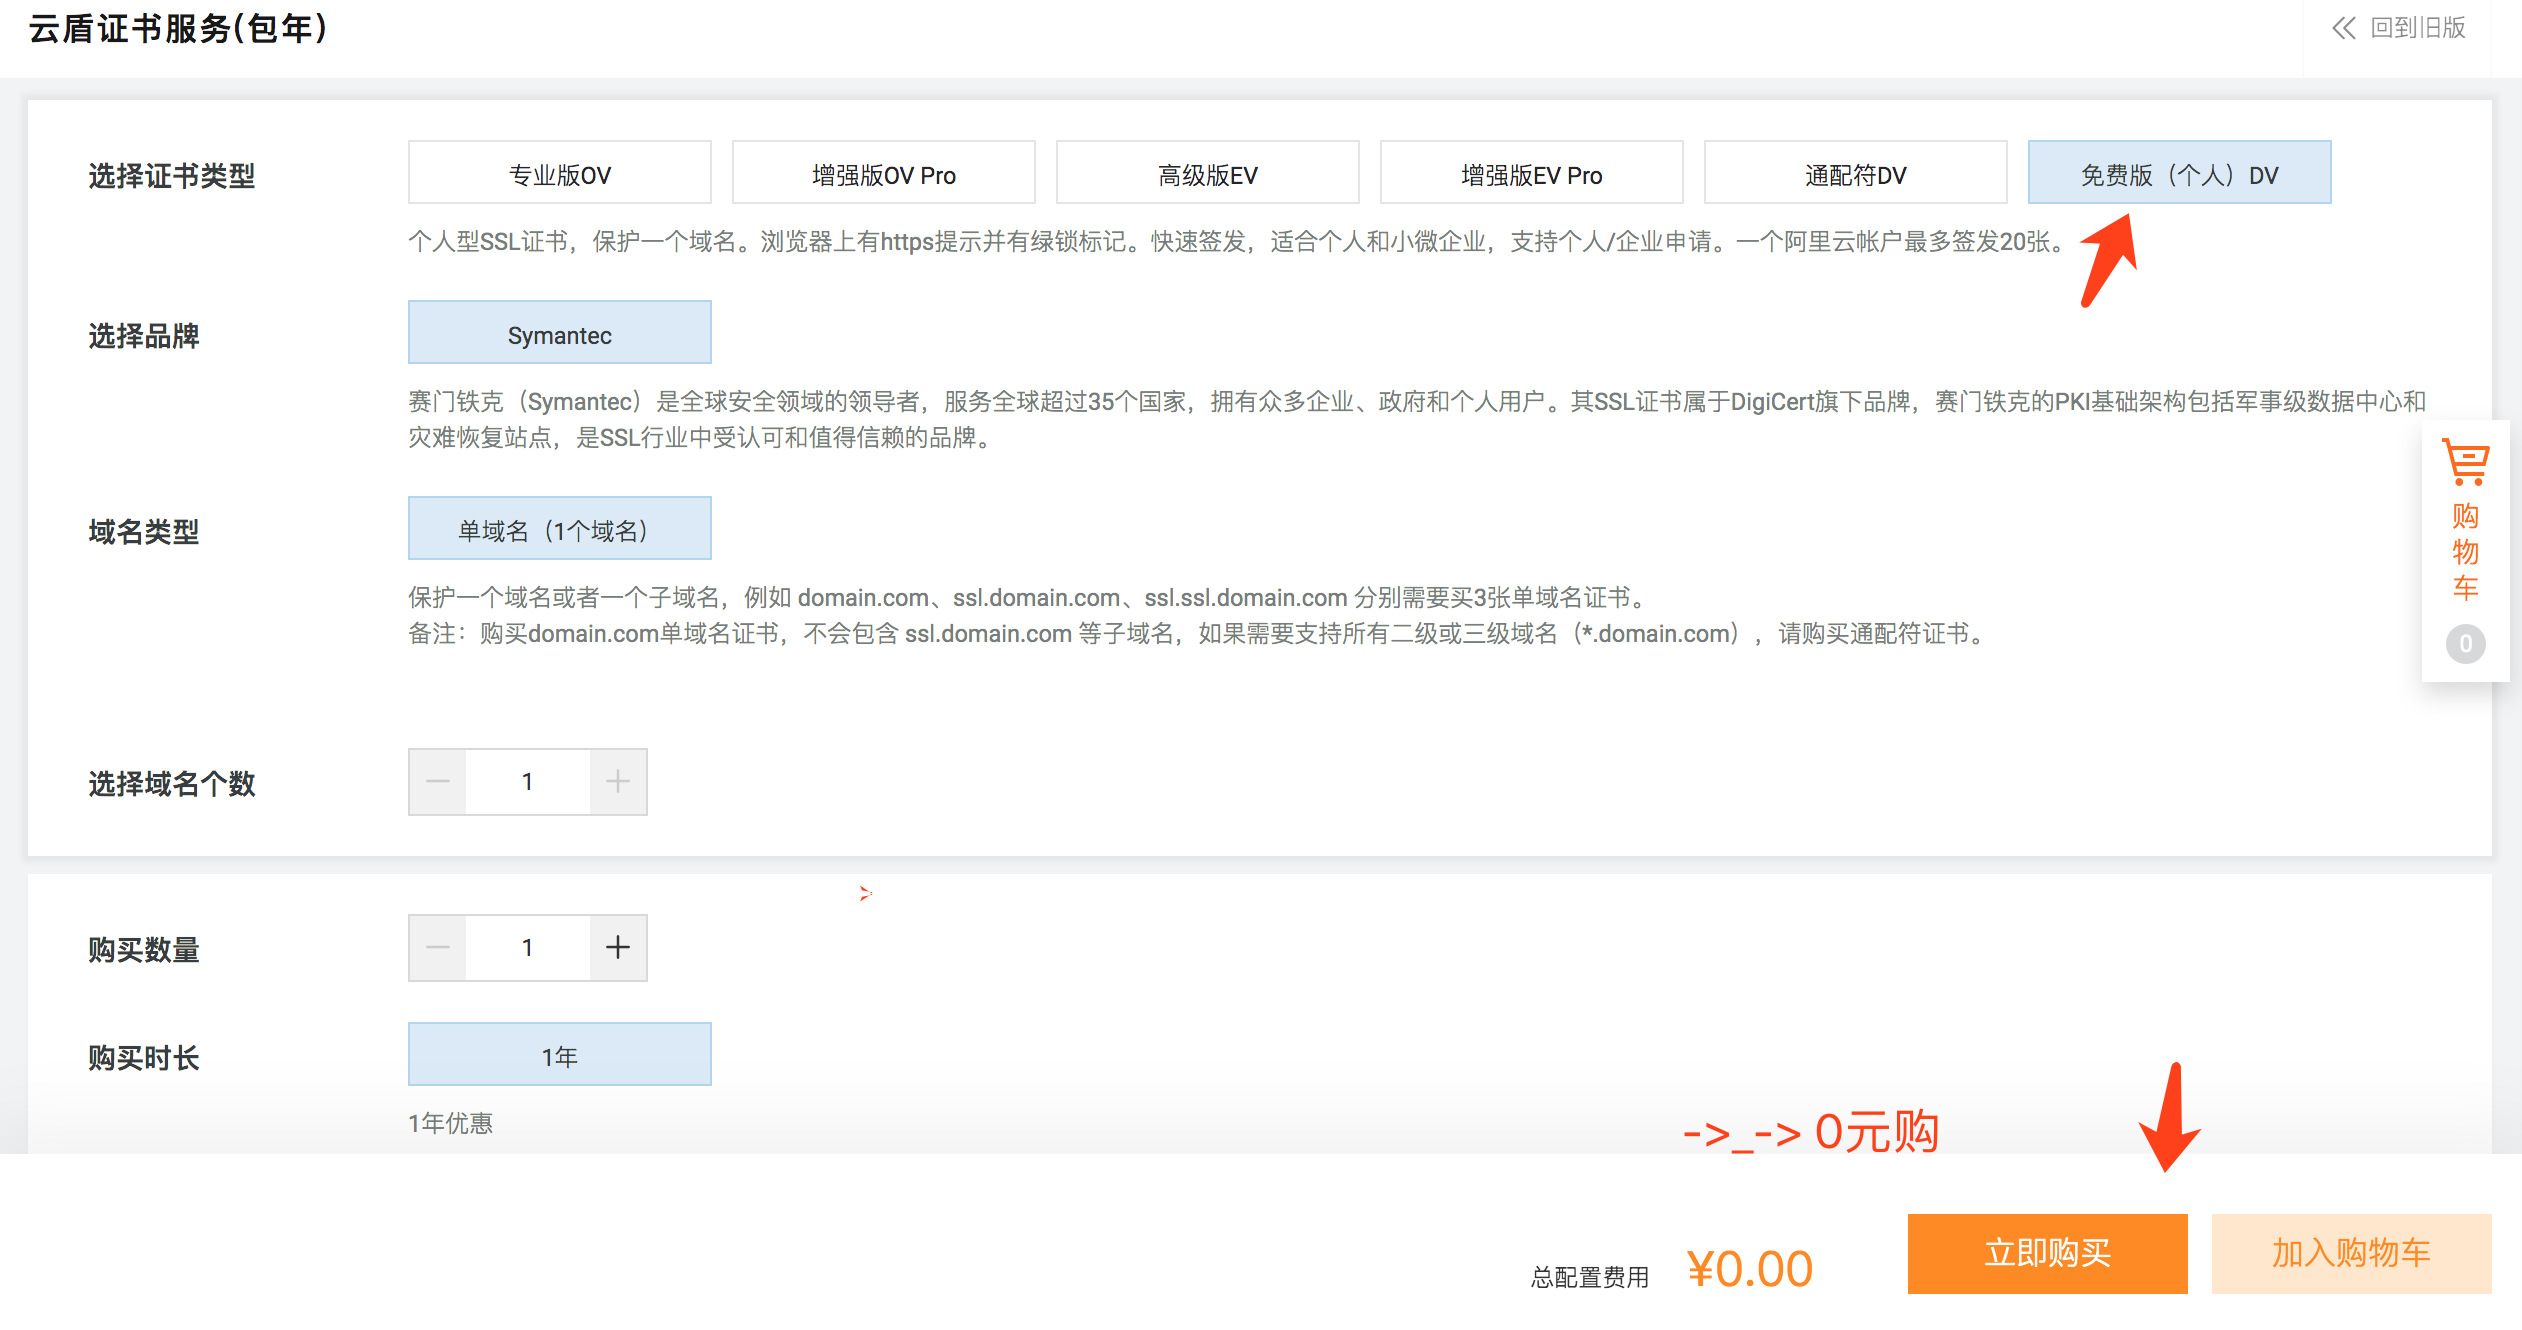 云盾证书服务(包年)
回到旧版
选择证书类型
专业版OV
增强版OV Pro
高级版EV
增强版EV Pro
通配符DV
免费版（个人）DV
个人型SSL证书，保护一个域名。浏览器上有https提示并有绿锁标记。快速签发，适合个人和小微企业，支持个人/企业申请。一个阿里云帐户最多签发20张。
选择品牌
Symantec
赛门铁克（Symantec）是全球安全领域的领导者，服务全球超过35个国家，拥有众多企业、政府和个人用户。其SSL证书属于DigiCert旗下品牌，赛门铁克的PKI基础架构包括军事级数据中心和
灾难恢复站点，是SSL行业中受认可和值得信赖的品牌。
域名类型
单域名（1个域名）
保护一个域名或者一个子域名，例如 domain.com、ssl.domain.com、ssl.ssl.domain.com 分别需要买3张单域名证书。
备注：购买domain.com单域名证书，不会包含 ssl.domain.com 等子域名，如果需要支持所有二级或三级域名（*.domain.com），请购买通配符证书。
购
物
车
0
选择域名个数
1
购买数量
1
购买时长
1年
1年优惠
->_-> 0元购
总配置费用
¥0.00
立即购买
加入购物车